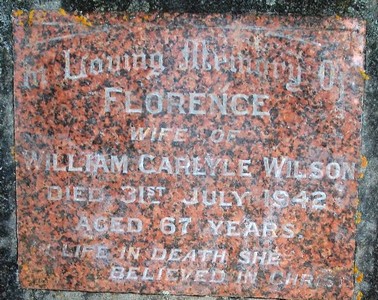 In Loving Memory Of
FLORENCE
WIFE OF
WILLIAM CARLYLE WILSON
DIED 31ST JULY 1942
AGED 67 YEARS
LIFE IN DEATH SHE
BELIEVED IN CHRIST